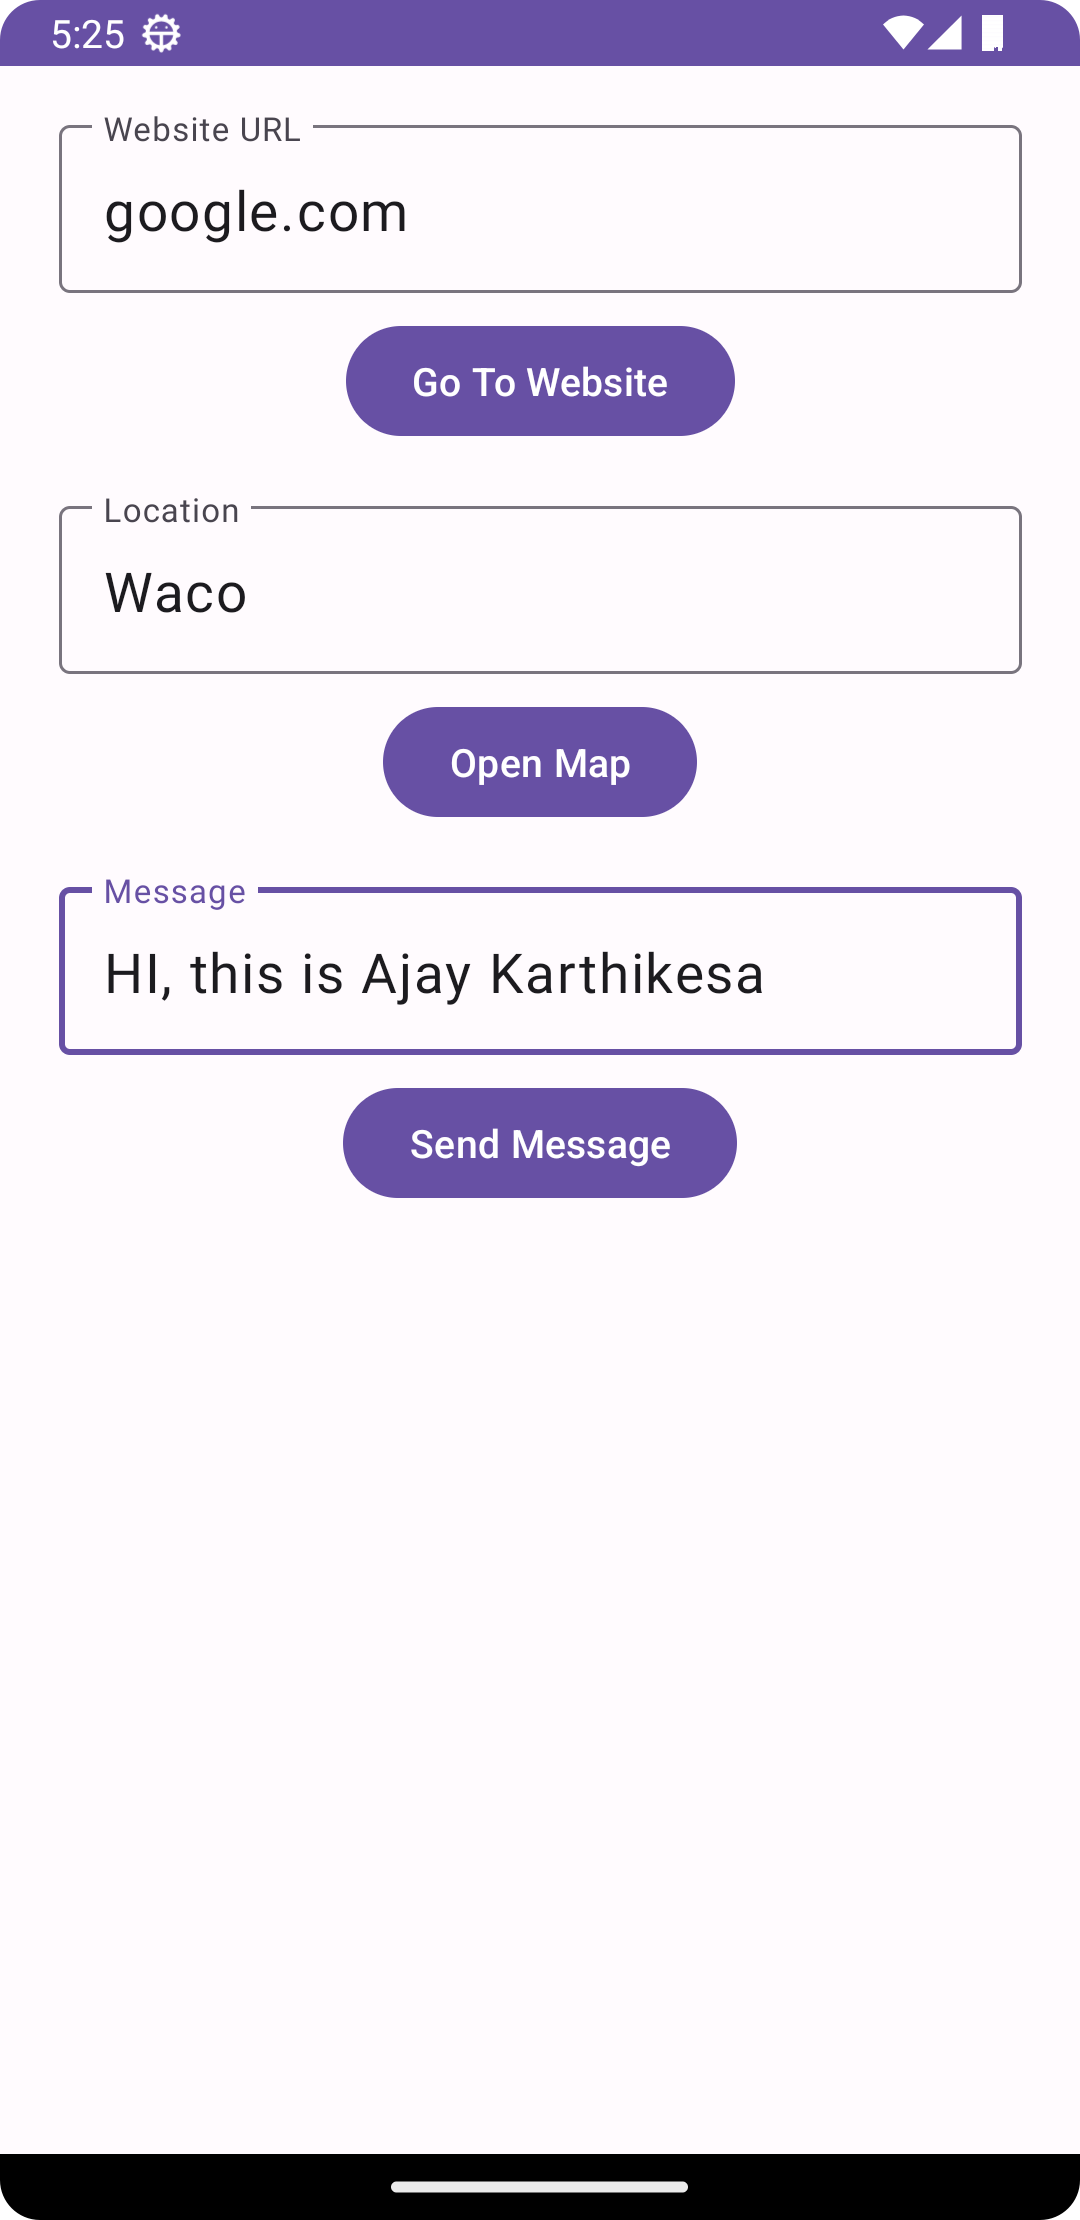 5:25
Website URL
google.com
Go To Website
Location
Waco
Open Map
Message
HI, this is Ajay Karthikesa
Send Message